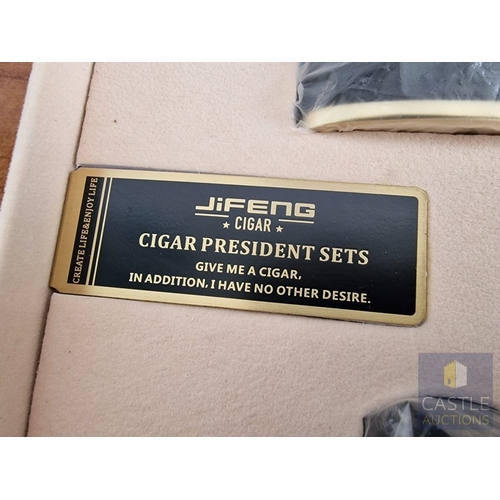 JiFENG
★ CIGAR ★
CIGAR PRESIDENT SETS
GIVE ME A CIGAR,
IN ADDITION, I HAVE NO OTHER DESIRE.
CREATE LIFE&ENJOY LIFE
CASTLE
AUCTIONS